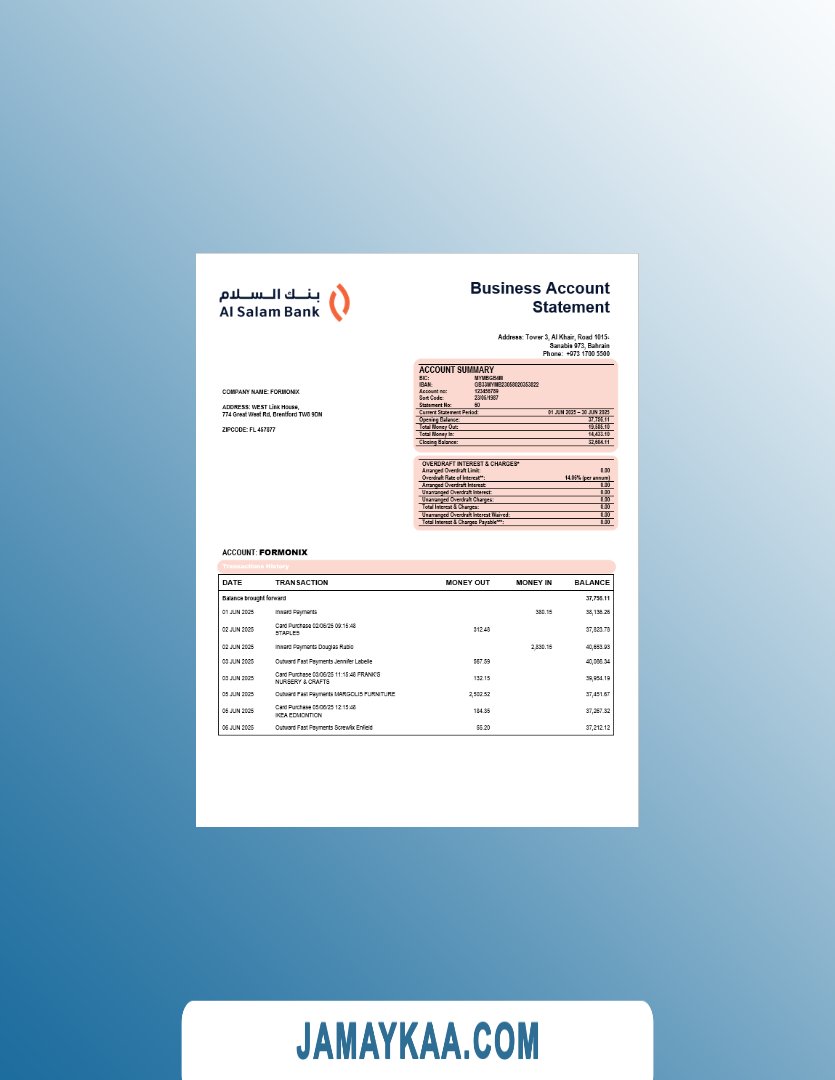 بنك السلام
Al Salam Bank
Business Account
Statement
Address: Tower 3, Al Khair, Road 1015-
Sanabis 973, Bahrain
Phone: +973 1700 5500
ACCOUNT SUMMARY
BIC: MYMBGB4M
IBAN: GB33MYMB23058020353022
Account no: 123456789
Sort Code: 23/05/1987
Statement No: 60
Current Statement Period: 01 JUN 2025 – 30 JUN 2025
Opening Balance: 37,756.11
Total Money Out: 19,505.10
Total Money In: 14,433.10
Closing Balance: 32,664.11
COMPANY NAME: FORMONIX
ADDRESS: WEST Link House,
774 Great West Rd, Brentford TW8 9DN
ZIPCODE: FL 457877
OVERDRAFT INTEREST & CHARGES*
Arranged Overdraft Limit: 0.00
Overdraft Rate of Interest**: 14.05% (per annum)
Arranged Overdraft Interest: 0.00
Unarranged Overdraft Interest: 0.00
Unarranged Overdraft Charges: 0.00
Total Interest & Charges: 0.00
Unarranged Overdraft Interest Waived: 0.00
Total Interest & Charges Payable***: 0.00
ACCOUNT: FORMONIX
Transactions History
DATE TRANSACTION MONEY OUT MONEY IN BALANCE
Balance brought forward 37,756.11
01 JUN 2025 Inward Payments 380.15 38,136.26
02 JUN 2025 Card Purchase 02/06/25 09:15:48
STAPLES 312.48 37,823.78
02 JUN 2025 Inward Payments Douglas Rubio 2,830.15 40,653.93
03 JUN 2025 Outward Fast Payments Jennifer Labelle 567.59 40,086.34
03 JUN 2025 Card Purchase 03/06/25 11:15:48 FRANK'S
NURSERY & CRAFTS 132.15 39,954.19
05 JUN 2025 Outward Fast Payments MARGOLIS FURNITURE 2,502.52 37,451.67
05 JUN 2025 Card Purchase 05/06/25 12:15:48
IKEA EDMONTION 184.35 37,267.32
06 JUN 2025 Outward Fast Payments Screwfix Enfield 55.20 37,212.12
JAMAYKAA.COM